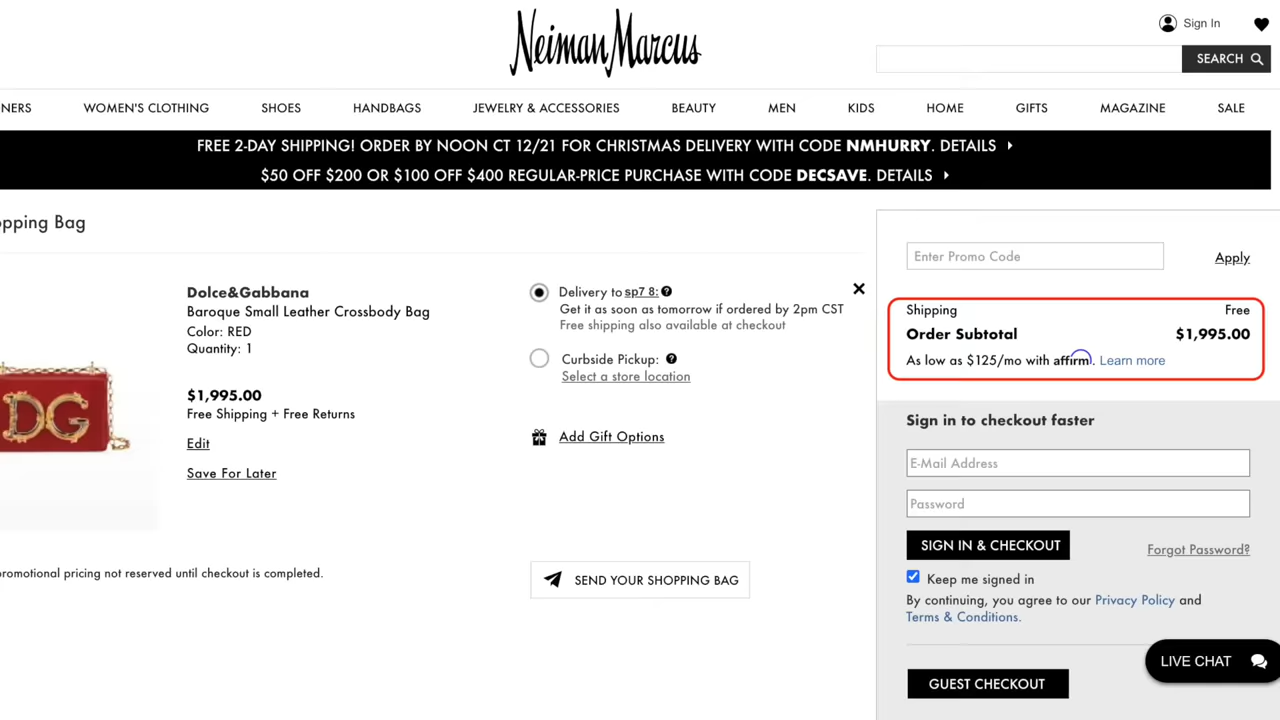 Neiman Marcus
Sign In
SEARCH
NERS WOMEN'S CLOTHING SHOES HANDBAGS JEWELRY & ACCESSORIES BEAUTY MEN KIDS HOME GIFTS MAGAZINE SALE
FREE 2-DAY SHIPPING! ORDER BY NOON CT 12/21 FOR CHRISTMAS DELIVERY WITH CODE NMHURRY. DETAILS
$50 OFF $200 OR $100 OFF $400 REGULAR-PRICE PURCHASE WITH CODE DECSAVE. DETAILS
pping Bag
Dolce&Gabbana
Baroque Small Leather Crossbody Bag
Color: RED
Quantity: 1
$1,995.00
Free Shipping + Free Returns
Edit
Save For Later
DG
Delivery to sp7 8:
Get it as soon as tomorrow if ordered by 2pm CST
Free shipping also available at checkout
Curbside Pickup:
Select a store location
Add Gift Options
promotional pricing not reserved until checkout is completed.
SEND YOUR SHOPPING BAG
Enter Promo Code Apply
Shipping Free
Order Subtotal $1,995.00
As low as $125/mo with affirm. Learn more
Sign in to checkout faster
E-Mail Address
Password
SIGN IN & CHECKOUT Forgot Password?
Keep me signed in
By continuing, you agree to our Privacy Policy and
Terms & Conditions.
LIVE CHAT
GUEST CHECKOUT